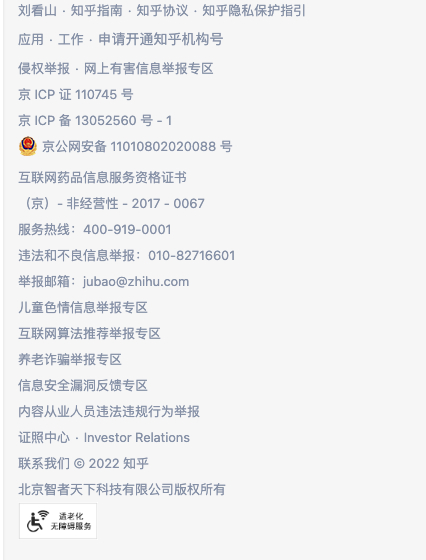 刘看山 · 知乎指南 · 知乎协议 · 知乎隐私保护指引
应用 · 工作 · 申请开通知乎机构号
侵权举报 · 网上有害信息举报专区
京 ICP 证 110745 号
京 ICP 备 13052560 号 - 1
京公网安备 11010802020088 号
互联网药品信息服务资格证书
（京）- 非经营性 - 2017 - 0067
服务热线：400-919-0001
违法和不良信息举报：010-82716601
举报邮箱：jubao@zhihu.com
儿童色情信息举报专区
互联网算法推荐举报专区
养老诈骗举报专区
信息安全漏洞反馈专区
内容从业人员违法违规行为举报
证照中心 · Investor Relations
联系我们 © 2022 知乎
北京智者天下科技有限公司版权所有
适老化
无障碍服务